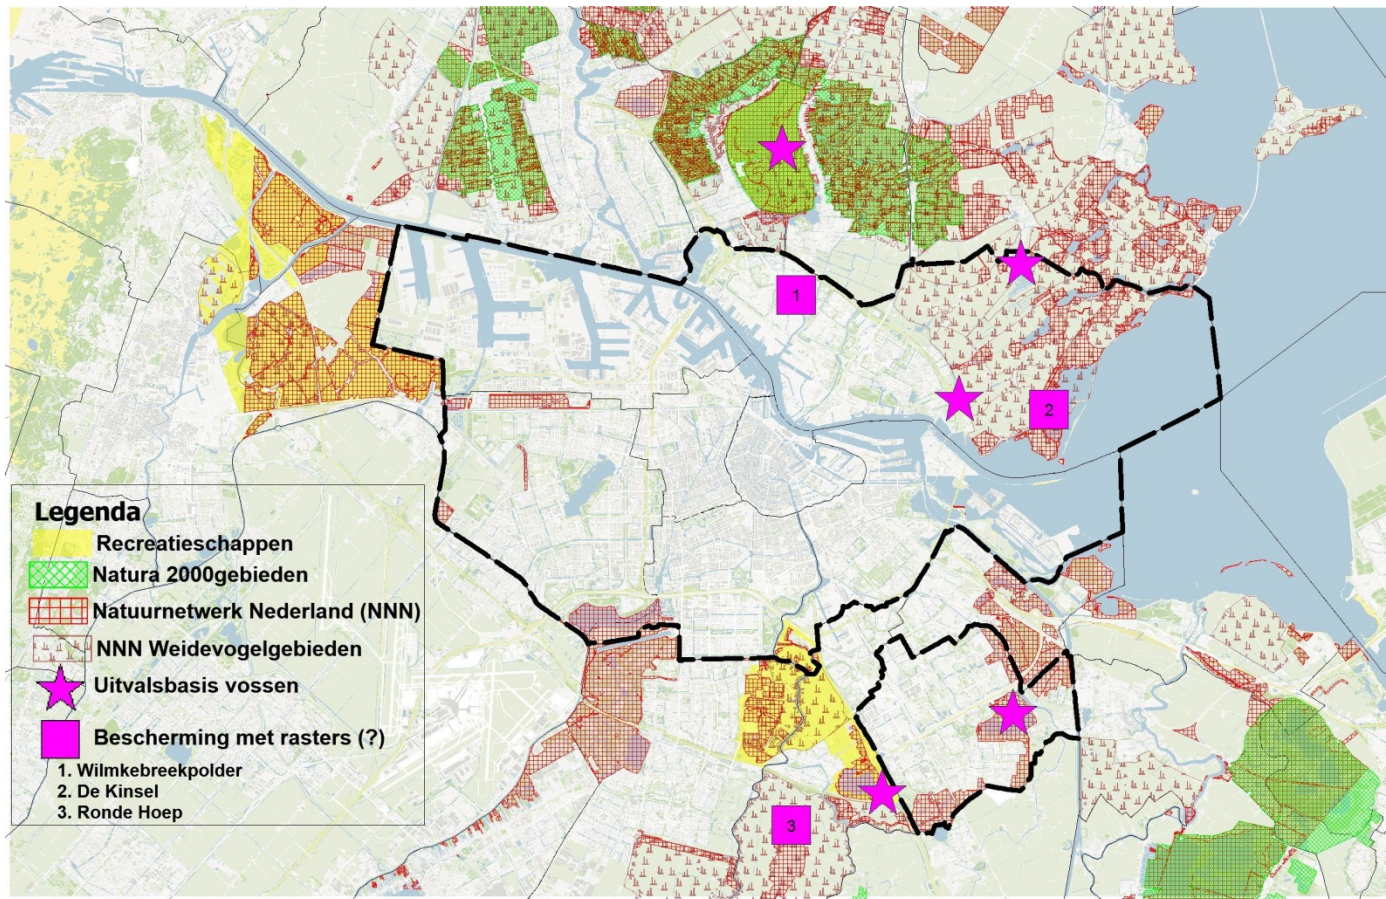 1
2
3
Legenda
Recreatieschappen
Natura 2000gebieden
Natuurnetwerk Nederland (NNN)
NNN Weidevogelgebieden
Uitvalsbasis vossen
Bescherming met rasters (?)
1. Wilmkebreekpolder
2. De Kinsel
3. Ronde Hoep